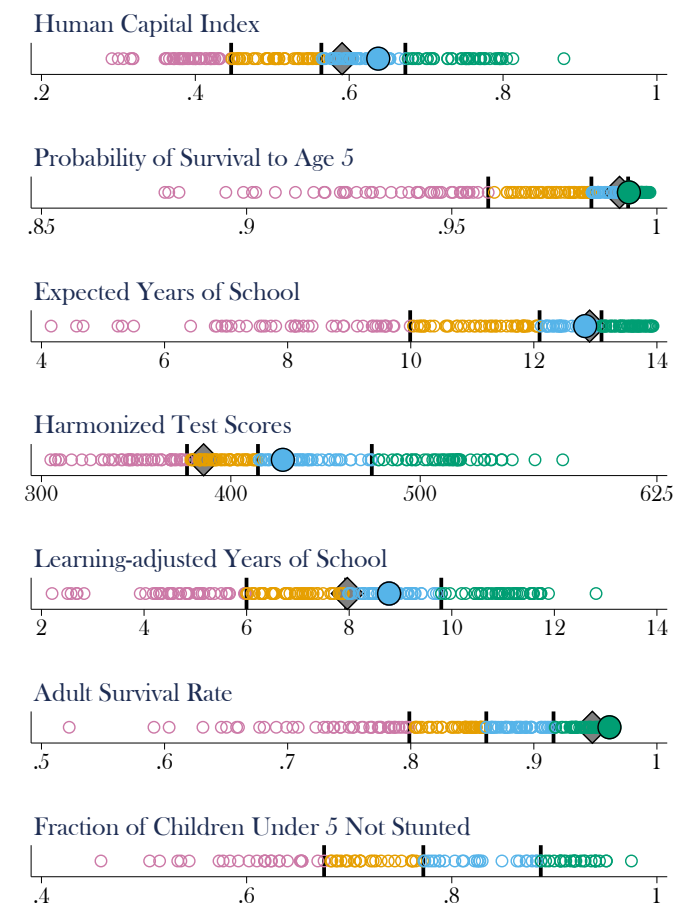 Human Capital Index
.2 .4 .6 .8 1
Probability of Survival to Age 5
.85 .9 .95 1
Expected Years of School
4 6 8 10 12 14
Harmonized Test Scores
300 400 500 625
Learning-adjusted Years of School
2 4 6 8 10 12 14
Adult Survival Rate
.5 .6 .7 .8 .9 1
Fraction of Children Under 5 Not Stunted
.4 .6 .8 1